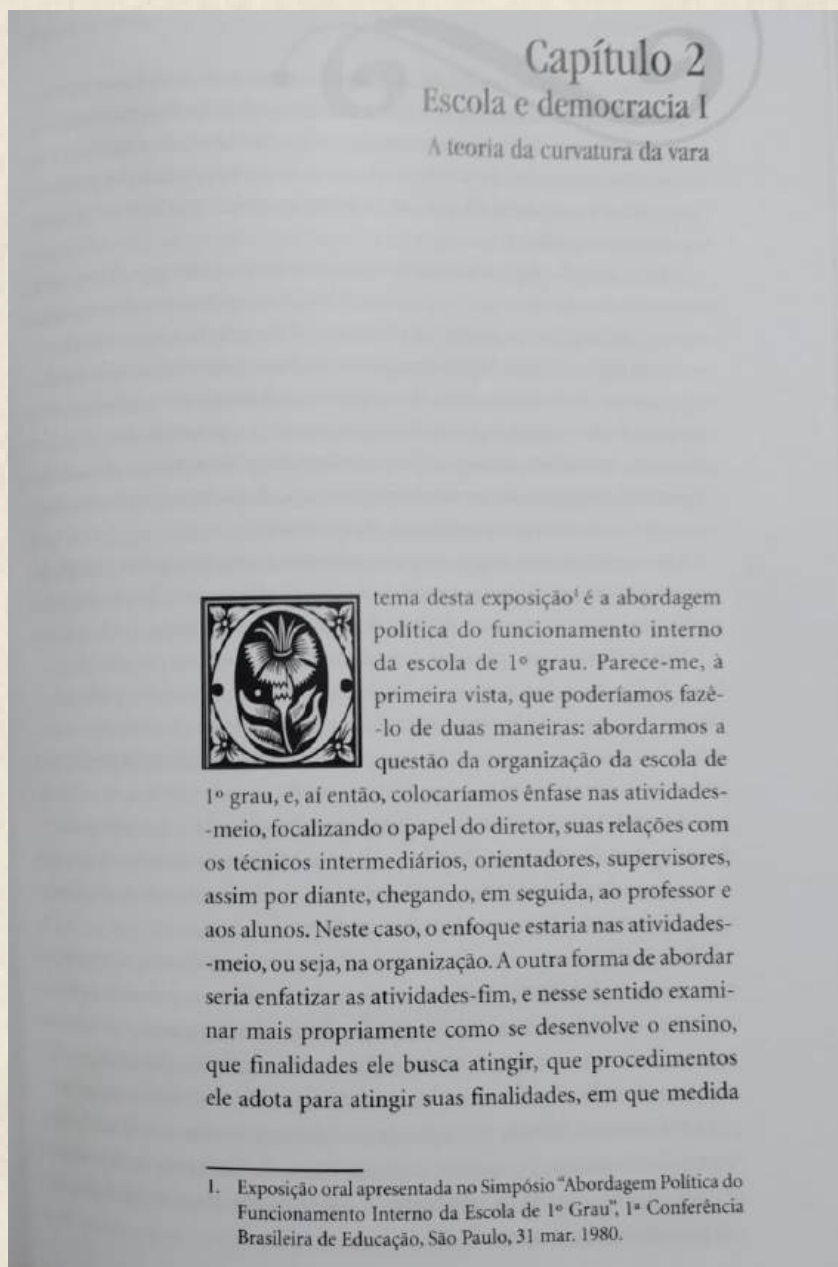 Capítulo 2
Escola e democracia I
A teoria da curvatura da vara
O tema desta exposição¹ é a abordagem
política do funcionamento interno
da escola de 1º grau. Parece-me, à
primeira vista, que poderíamos fazê-
-lo de duas maneiras: abordarmos a
questão da organização da escola de
1º grau, e, aí então, colocaríamos ênfase nas atividades-
-meio, focalizando o papel do diretor, suas relações com
os técnicos intermediários, orientadores, supervisores,
assim por diante, chegando, em seguida, ao professor e
aos alunos. Neste caso, o enfoque estaria nas atividades-
-meio, ou seja, na organização. A outra forma de abordar
seria enfatizar as atividades-fim, e nesse sentido exami-
nar mais propriamente como se desenvolve o ensino,
que finalidades ele busca atingir, que procedimentos
ele adota para atingir suas finalidades, em que medida
1. Exposição oral apresentada no Simpósio “Abordagem Política do
Funcionamento Interno da Escola de 1º Grau”, 1ª Conferência
Brasileira de Educação, São Paulo, 31 mar. 1980.